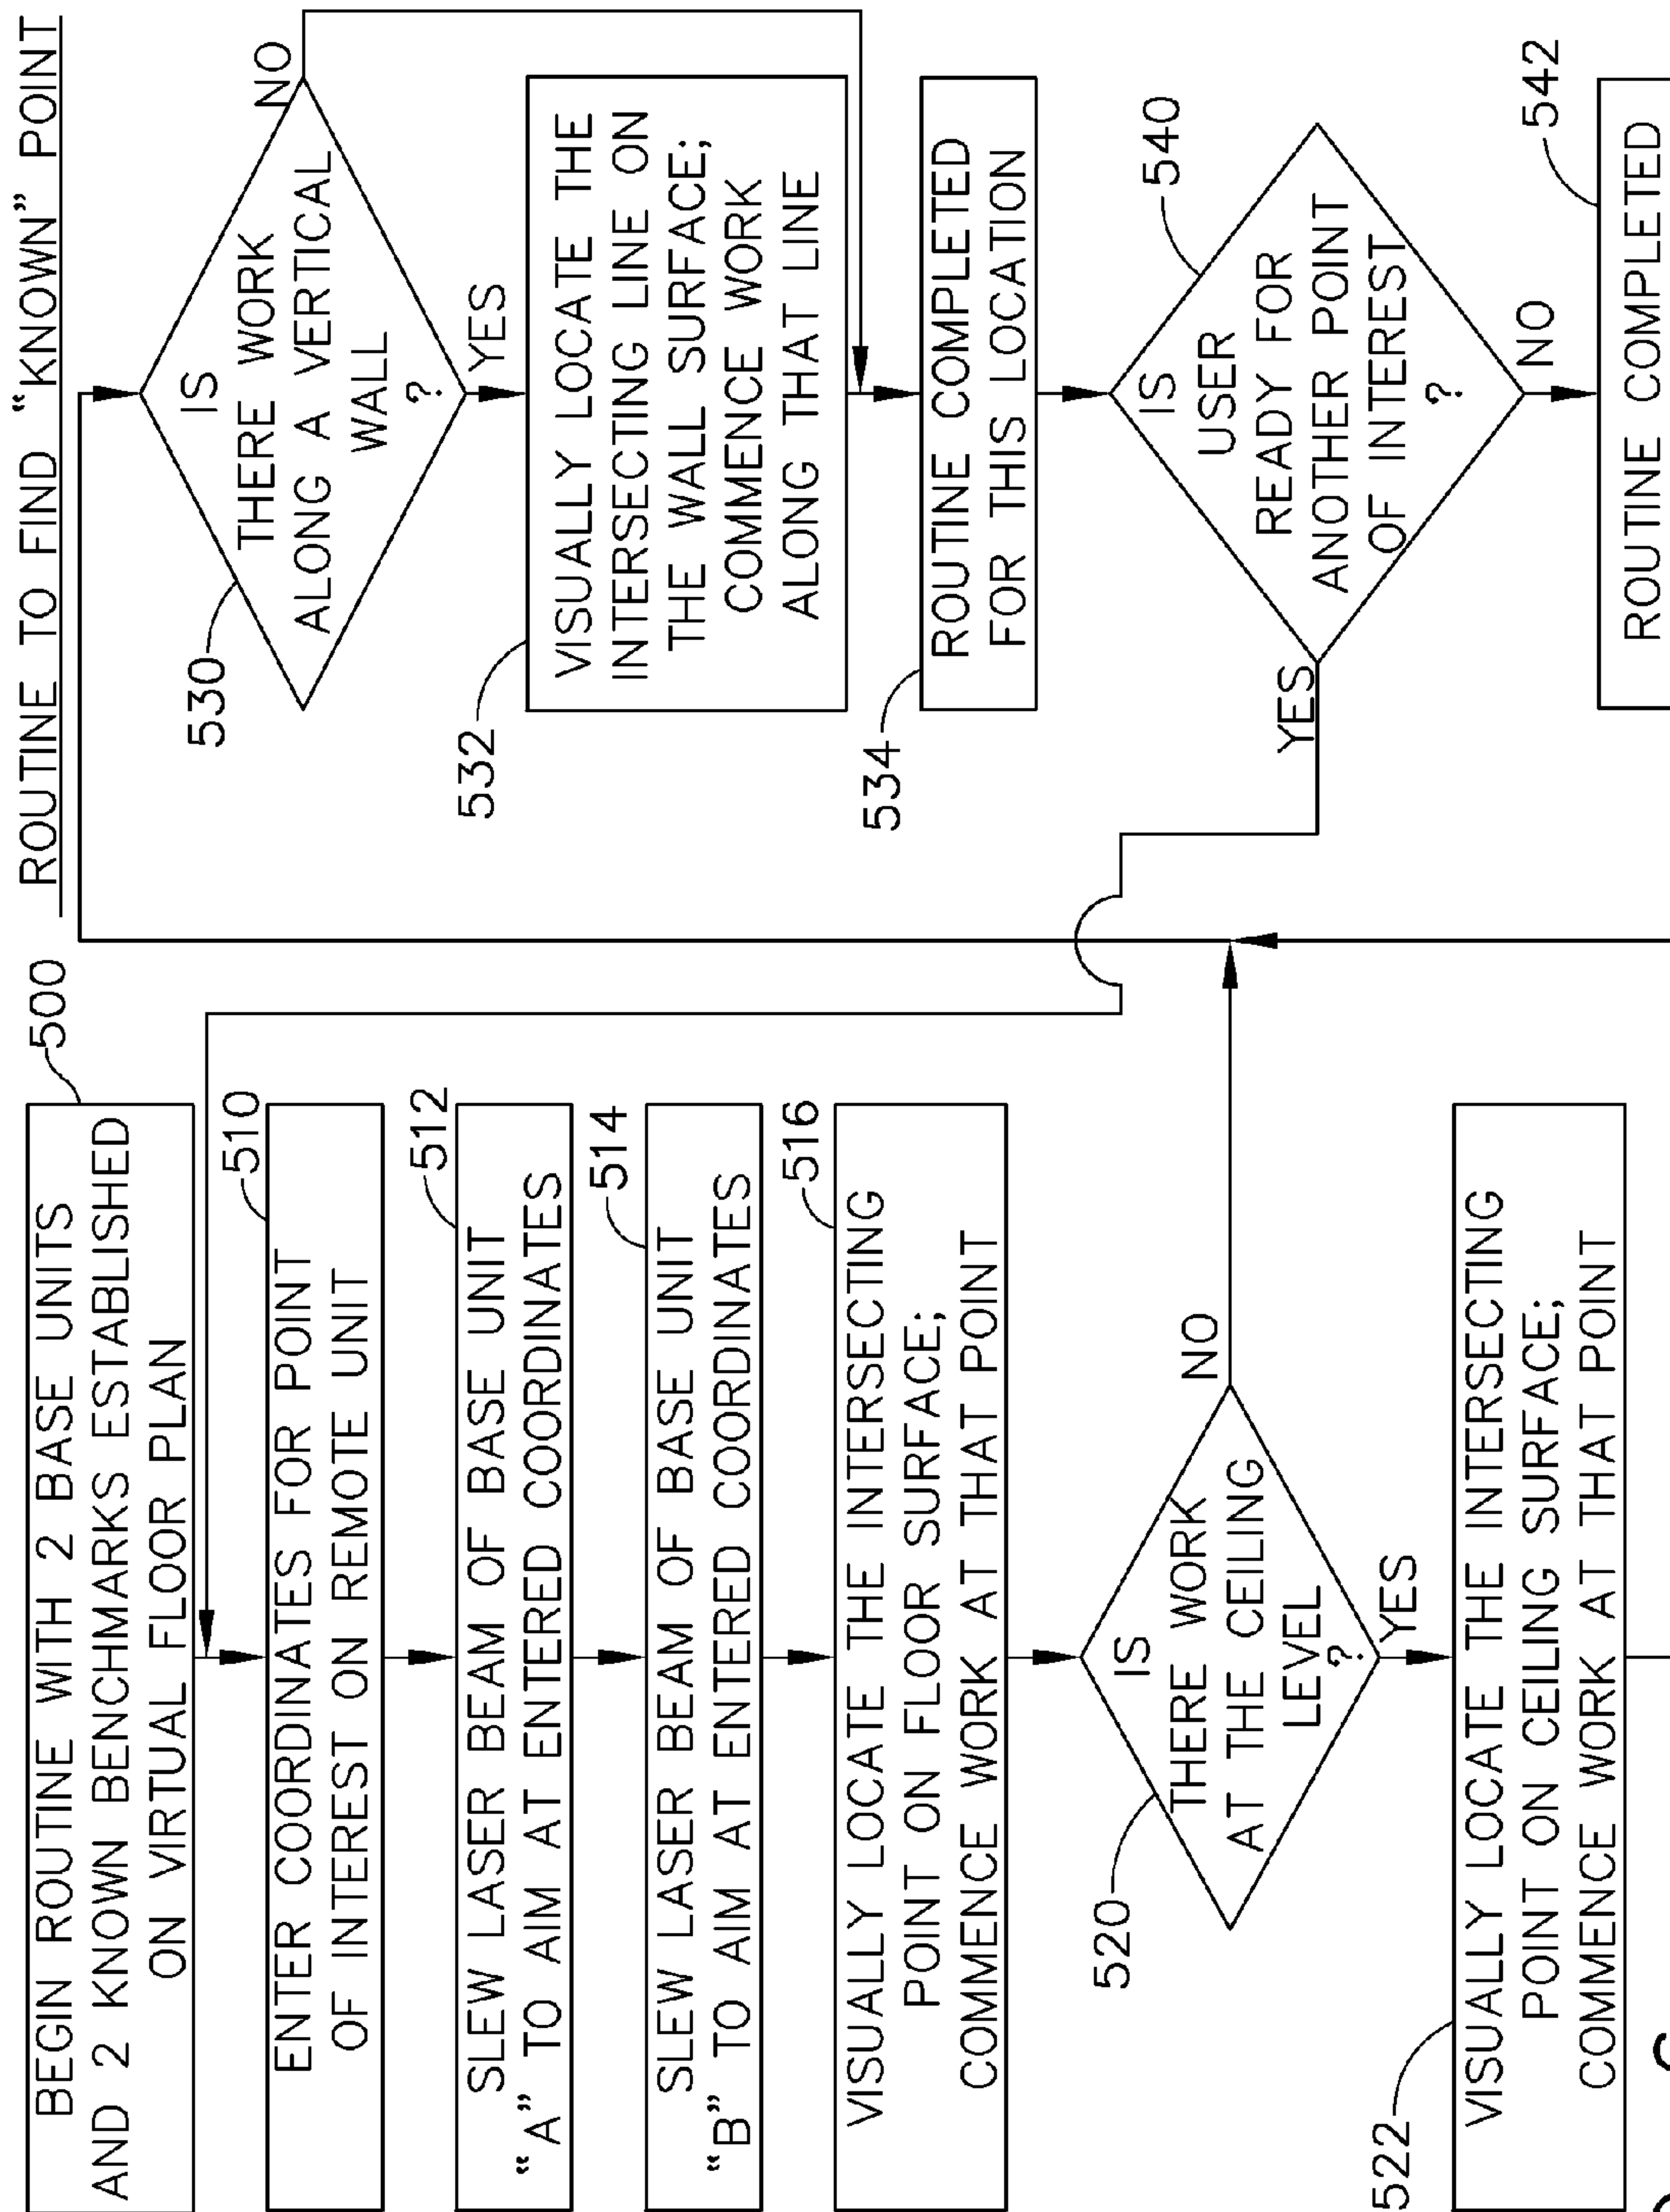 ROUTINE TO FIND “KNOWN” POINT
500
BEGIN ROUTINE WITH 2 BASE UNITS
AND 2 KNOWN BENCHMARKS ESTABLISHED
ON VIRTUAL FLOOR PLAN
510
ENTER COORDINATES FOR POINT
OF INTEREST ON REMOTE UNIT
512
SLEW LASER BEAM OF BASE UNIT
“A” TO AIM AT ENTERED COORDINATES
514
SLEW LASER BEAM OF BASE UNIT
“B” TO AIM AT ENTERED COORDINATES
516
VISUALLY LOCATE THE INTERSECTING
POINT ON FLOOR SURFACE;
COMMENCE WORK AT THAT POINT
520
IS
THERE WORK
AT THE CEILING
LEVEL
?
NO
YES
522
VISUALLY LOCATE THE INTERSECTING
POINT ON CEILING SURFACE;
COMMENCE WORK AT THAT POINT
530
IS
THERE WORK
ALONG A VERTICAL
WALL
?
NO
YES
532
VISUALLY LOCATE THE
INTERSECTING LINE ON
THE WALL SURFACE;
COMMENCE WORK
ALONG THAT LINE
534
ROUTINE COMPLETED
FOR THIS LOCATION
540
IS
USER
READY FOR
ANOTHER POINT
OF INTEREST
?
YES
NO
542
ROUTINE COMPLETED